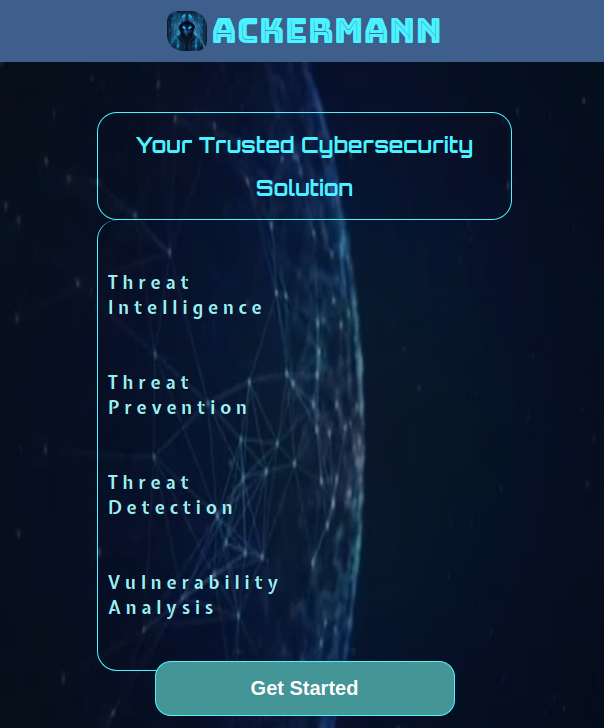 ACKERMANN
Your Trusted Cybersecurity
Solution
Threat
Intelligence
Threat
Prevention
Threat
Detection
Vulnerability
Analysis
Get Started